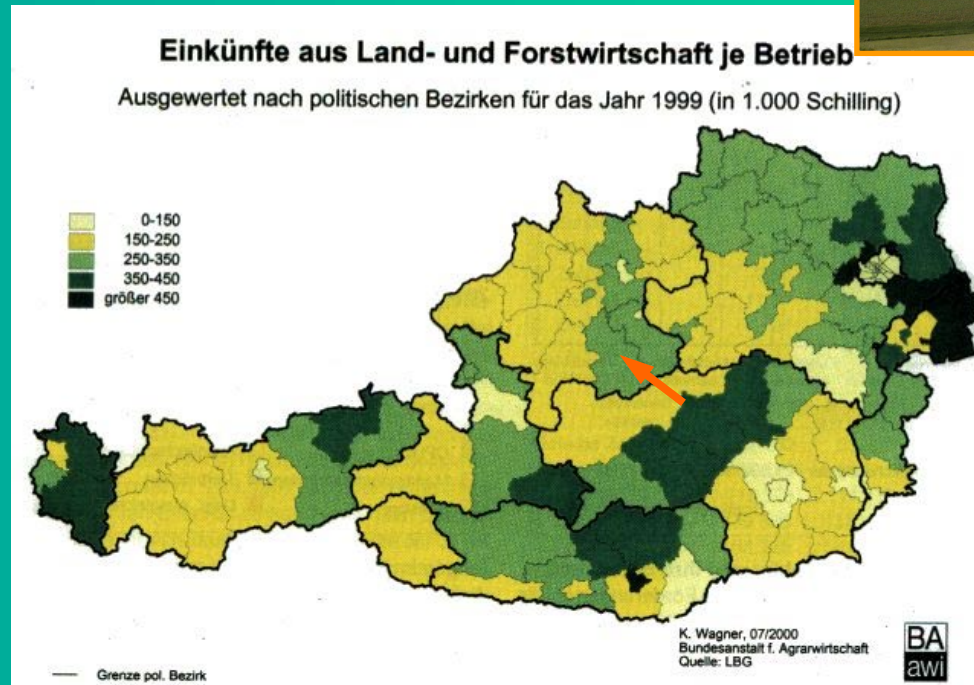 Einkünfte aus Land- und Forstwirtschaft je Betrieb
Ausgewertet nach politischen Bezirken für das Jahr 1999 (in 1.000 Schilling)
0-150
150-250
250-350
350-450
größer 450
K. Wagner, 07/2000
Bundesanstalt f. Agrarwirtschaft
Quelle: LBG
BA
awi
Grenze pol. Bezirk